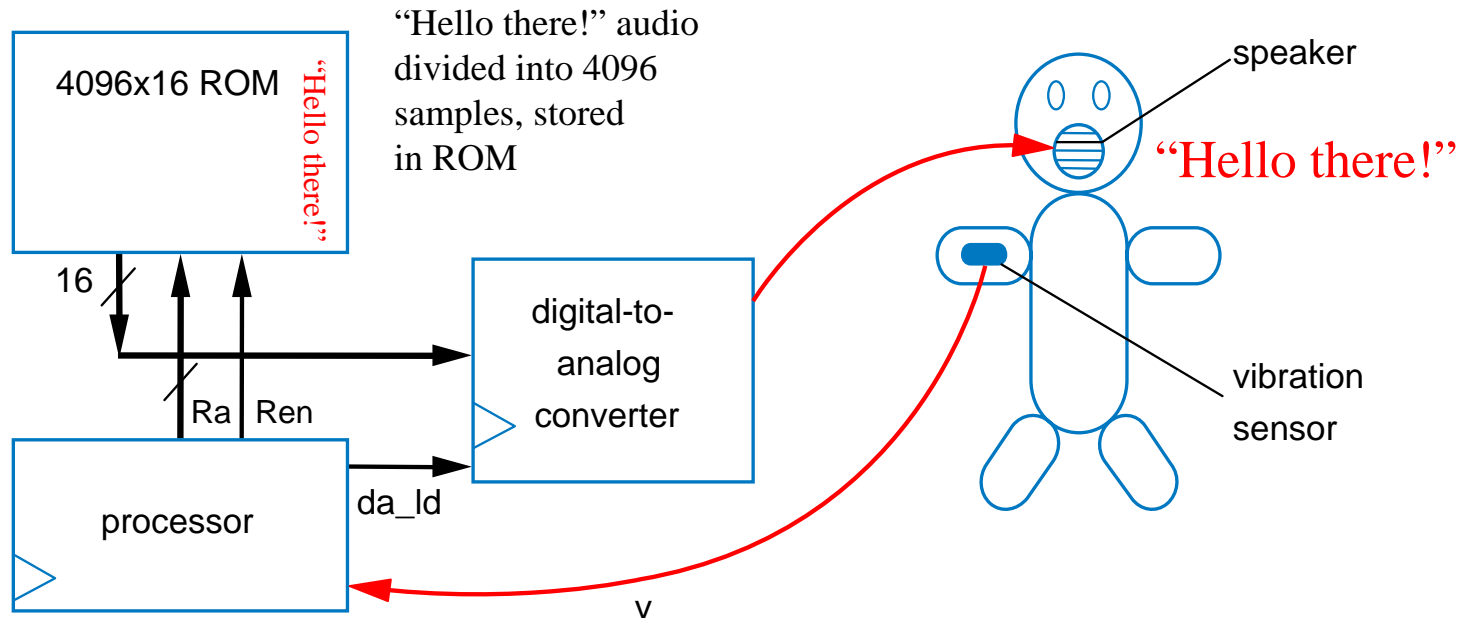 “Hello there!” audio
divided into 4096
samples, stored
in ROM
4096x16 ROM
“Hello there!”
speaker
“Hello there!”
16
digital-to-
analog
converter
Ra
Ren
vibration
sensor
da_ld
processor
v